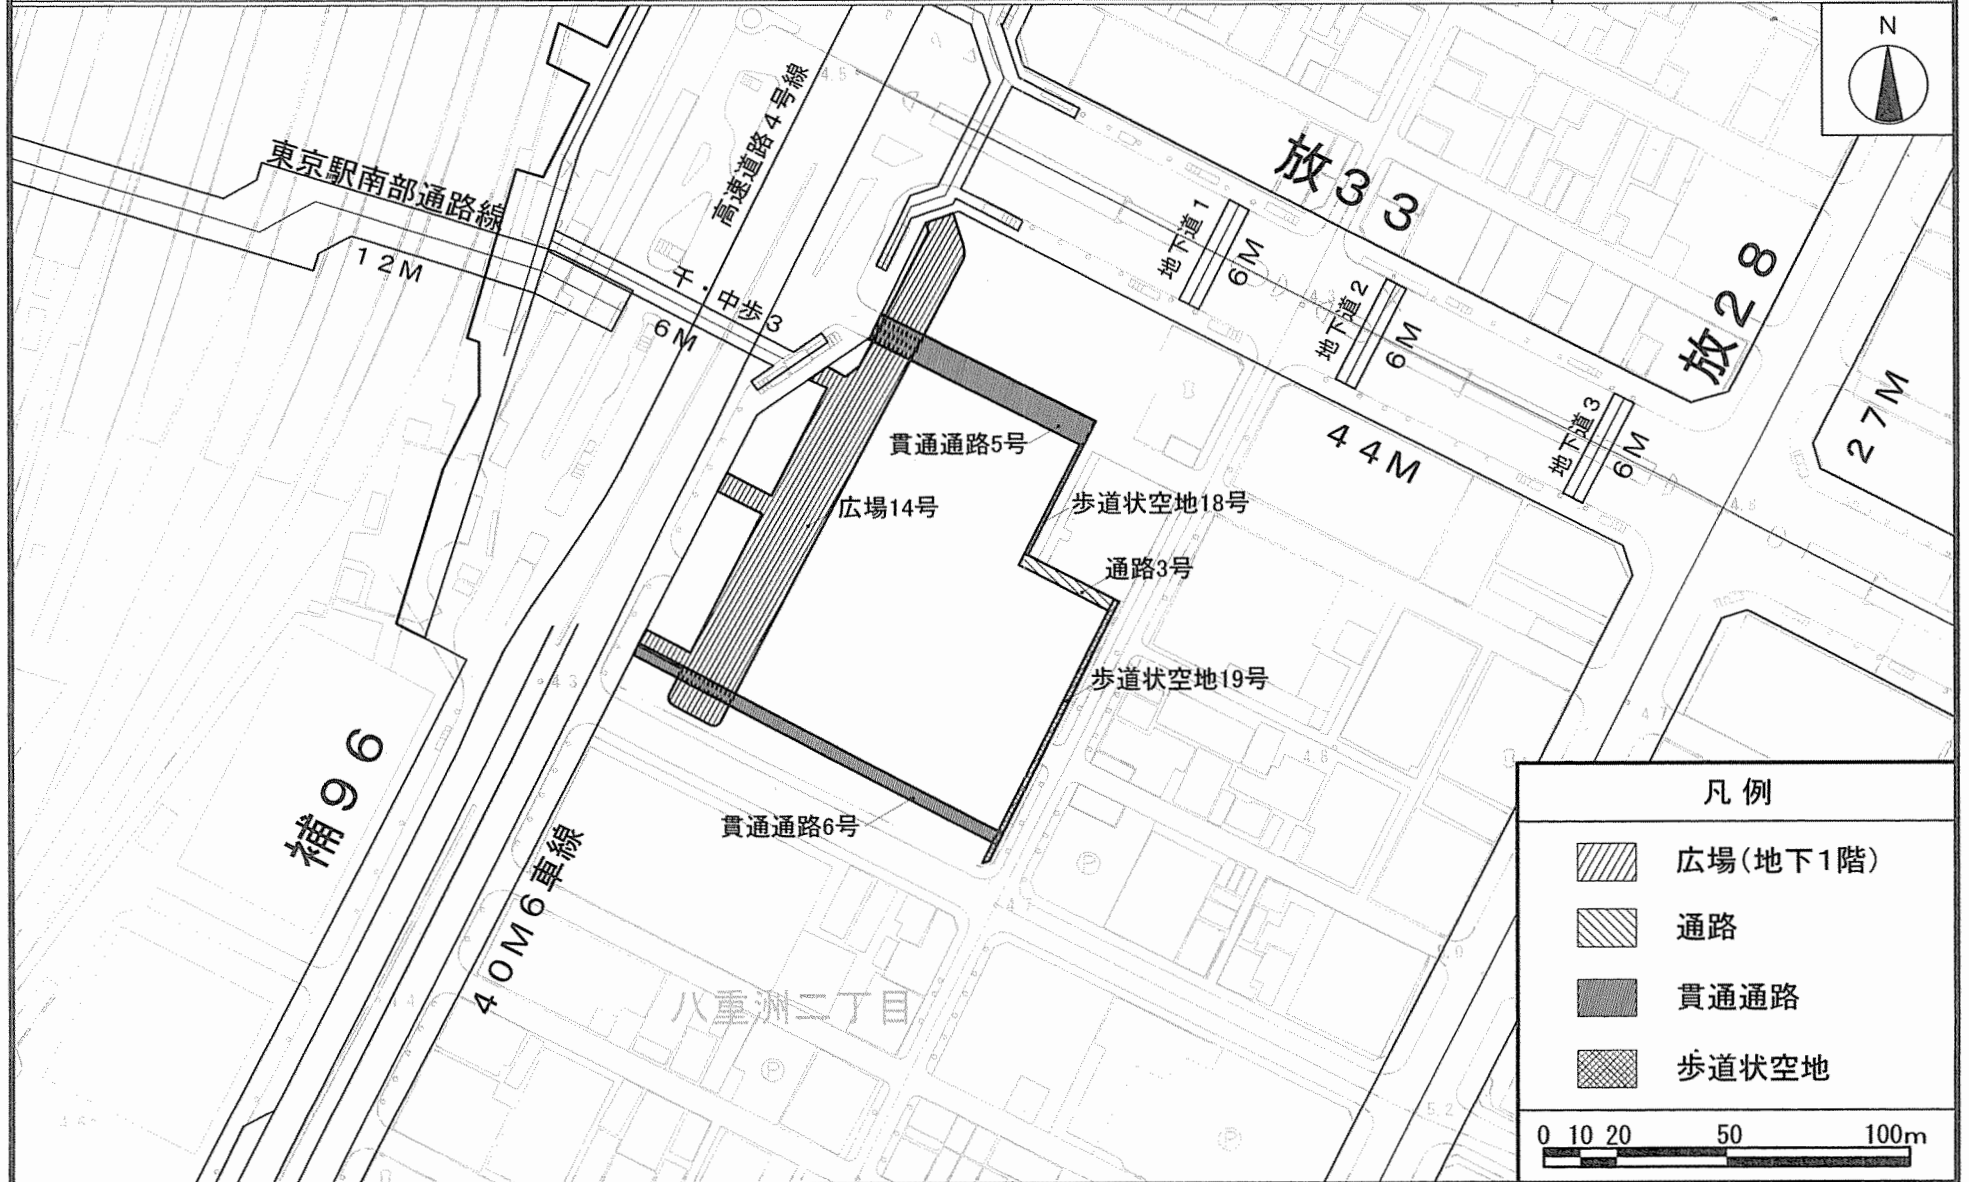 N
高速道路4号線
東京駅南部通路線
12M
千・中歩3
6M
放33
地下道1
6M
地下道2
6M
地下道3
6M
放28
27M
44M
貫通通路5号
広場14号
歩道状空地18号
通路3号
歩道状空地19号
貫通通路6号
補96
40M6車線
八重洲二丁目
凡例
広場(地下1階)
通路
貫通通路
歩道状空地
0 10 20 50 100m